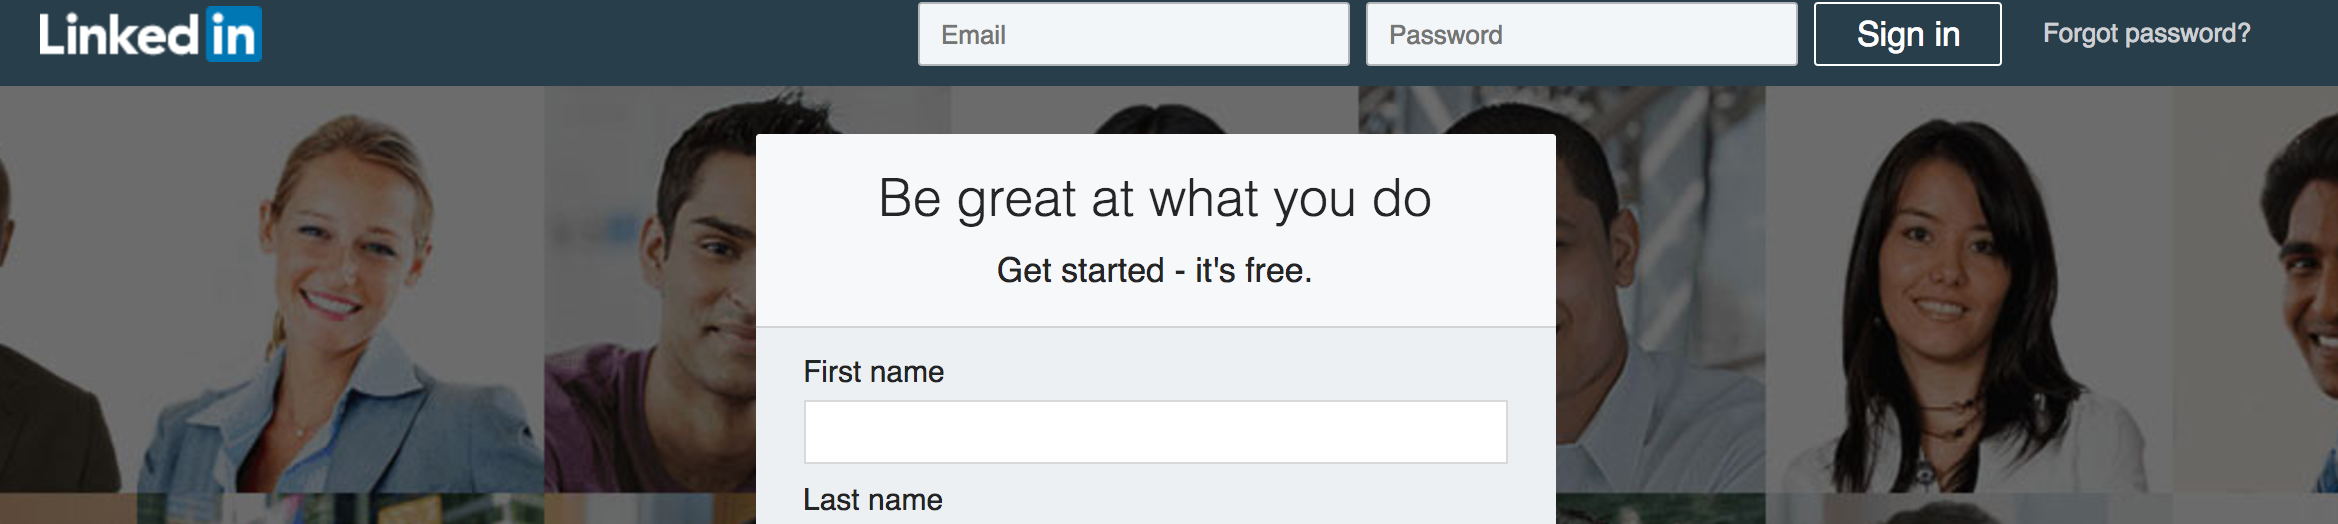 Linked in
Email
Password
Sign in
Forgot password?
Be great at what you do
Get started - it's free.
First name
Last name